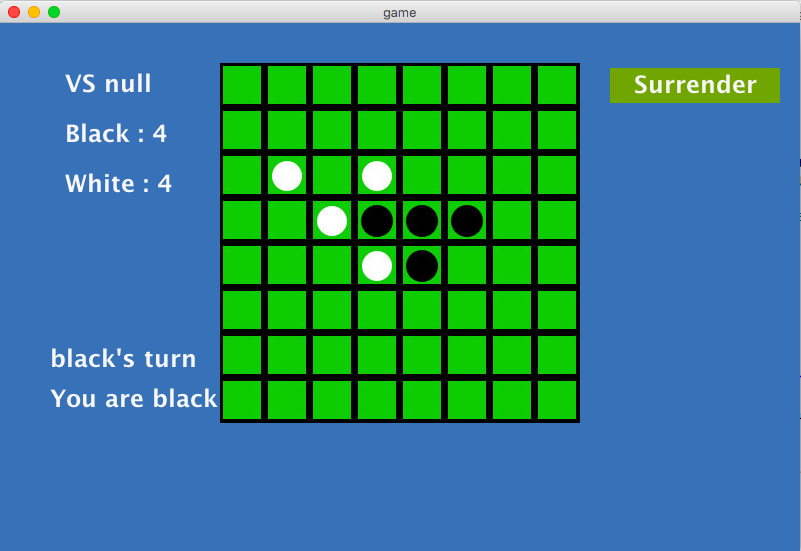 game
VS null
Surrender
Black : 4
White : 4
black's turn
You are black